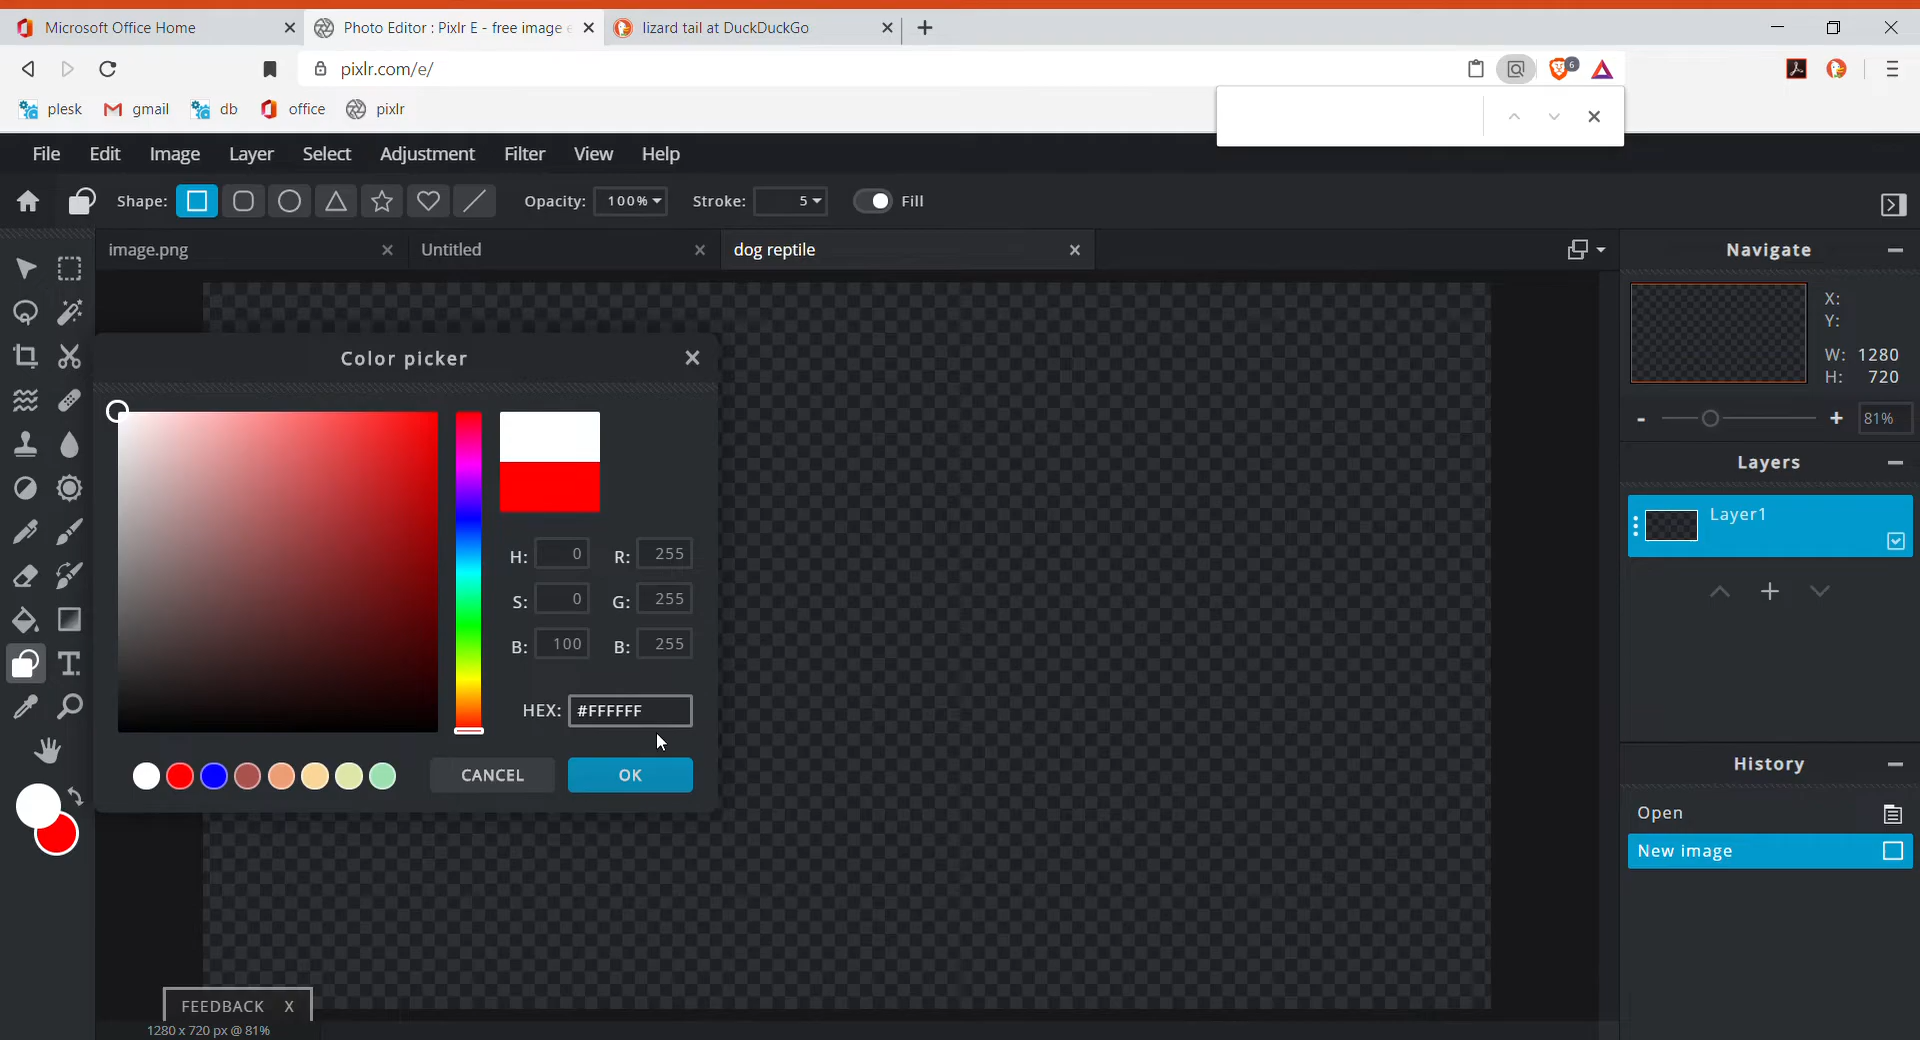 Microsoft Office Home
Photo Editor : Pixlr E - free image e
lizard tail at DuckDuckGo
pixlr.com/e/
6
plesk
gmail
db
office
pixlr
File
Edit
Image
Layer
Select
Adjustment
Filter
View
Help
Shape:
Opacity:
100%
Stroke:
5
Fill
image.png
Untitled
dog reptile
Navigate
X:
Y:
W: 1280
H: 720
81%
Color picker
H: 0
R: 255
S: 0
G: 255
B: 100
B: 255
HEX: #FFFFFF
CANCEL
OK
Layers
Layer1
History
Open
New image
FEEDBACK X
1280 x 720 px @ 81%